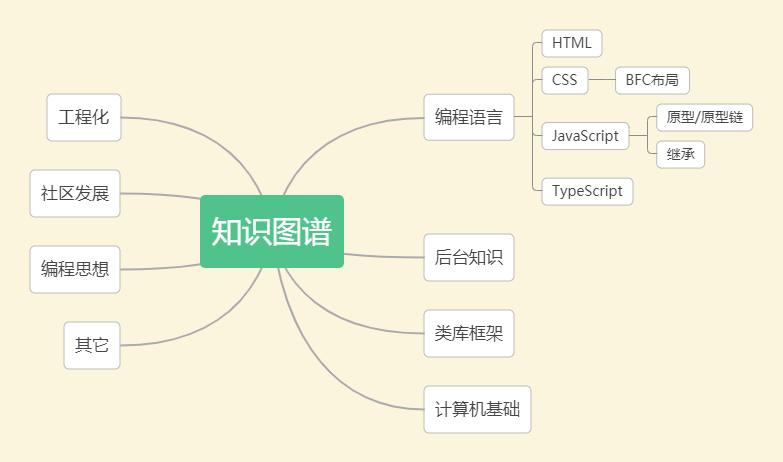 知识图谱
编程语言
HTML
CSS
BFC布局
JavaScript
原型/原型链
继承
TypeScript
后台知识
类库框架
计算机基础
工程化
社区发展
编程思想
其它